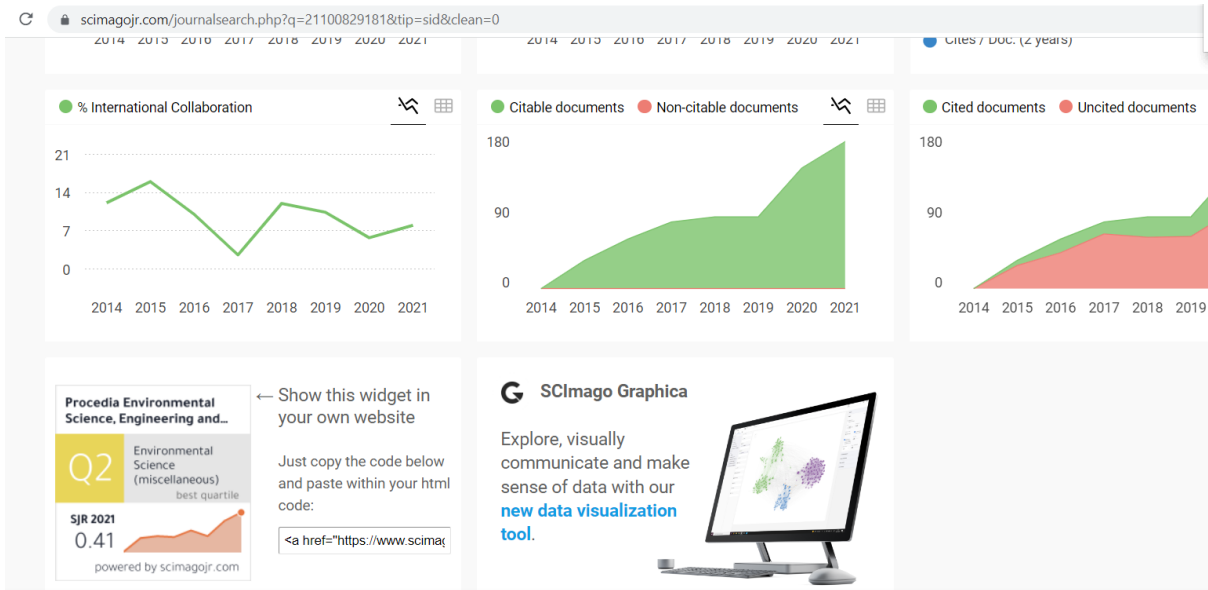 scimagojr.com/journalsearch.php?q=21100829181&tip=sid&clean=0
2014 2015 2016 2017 2018 2019 2020 2021
2014 2015 2016 2017 2018 2019 2020 2021
Cites / Doc. (2 years)
% International Collaboration
21
14
7
0
2014 2015 2016 2017 2018 2019 2020 2021
Citable documents Non-citable documents
180
90
0
2014 2015 2016 2017 2018 2019 2020 2021
Cited documents Uncited documents
180
90
0
2014 2015 2016 2017 2018 2019
Procedia Environmental
Science, Engineering and...
Q2
Environmental
Science
(miscellaneous)
best quartile
SJR 2021
0.41
powered by scimagojr.com
← Show this widget in
your own website
Just copy the code below
and paste within your html
code:
<a href="https://www.scimag
SCImago Graphica
Explore, visually
communicate and make
sense of data with our
new data visualization
tool.